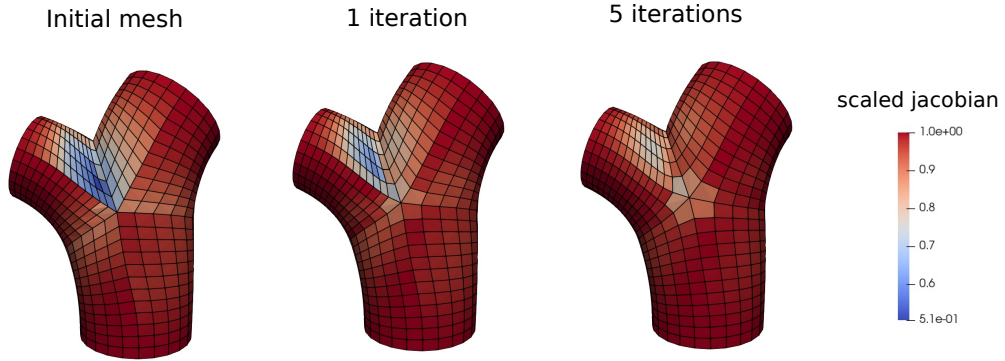 Initial mesh
1 iteration
5 iterations
scaled jacobian
1.0e+00
0.9
0.8
0.7
0.6
5.1e-01